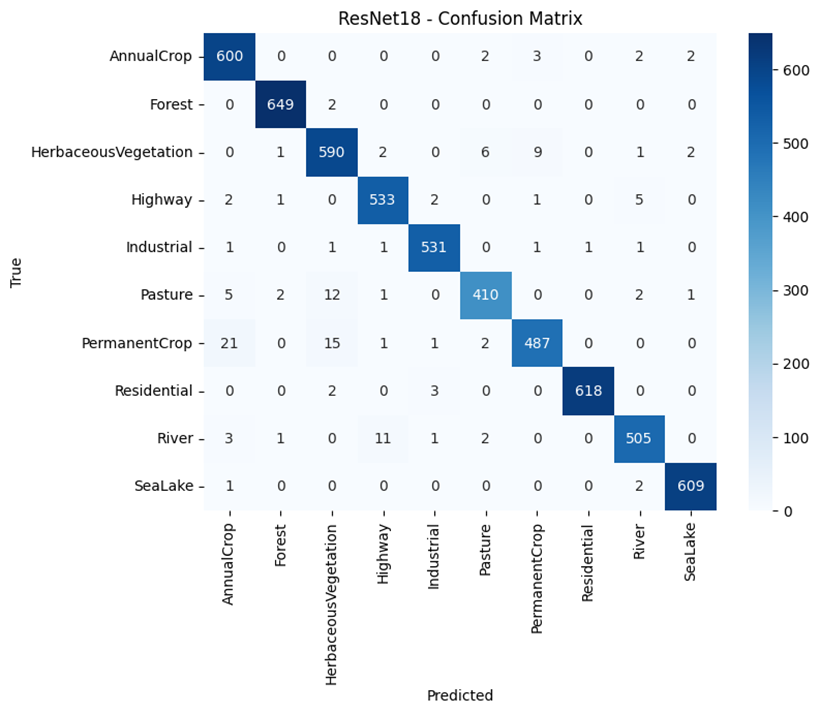 ResNet18 - Confusion Matrix
AnnualCrop 600 0 0 0 0 2 3 0 2 2
Forest 0 649 2 0 0 0 0 0 0 0
HerbaceousVegetation 0 1 590 2 0 6 9 0 1 2
Highway 2 1 0 533 2 0 1 0 5 0
Industrial 1 0 1 1 531 0 1 1 1 0
Pasture 5 2 12 1 0 410 0 0 2 1
PermanentCrop 21 0 15 1 1 2 487 0 0 0
Residential 0 0 2 0 3 0 0 618 0 0
River 3 1 0 11 1 2 0 0 505 0
SeaLake 1 0 0 0 0 0 0 0 2 609
True
AnnualCrop
Forest
HerbaceousVegetation
Highway
Industrial
Pasture
PermanentCrop
Residential
River
SeaLake
Predicted
600
500
400
300
200
100
0